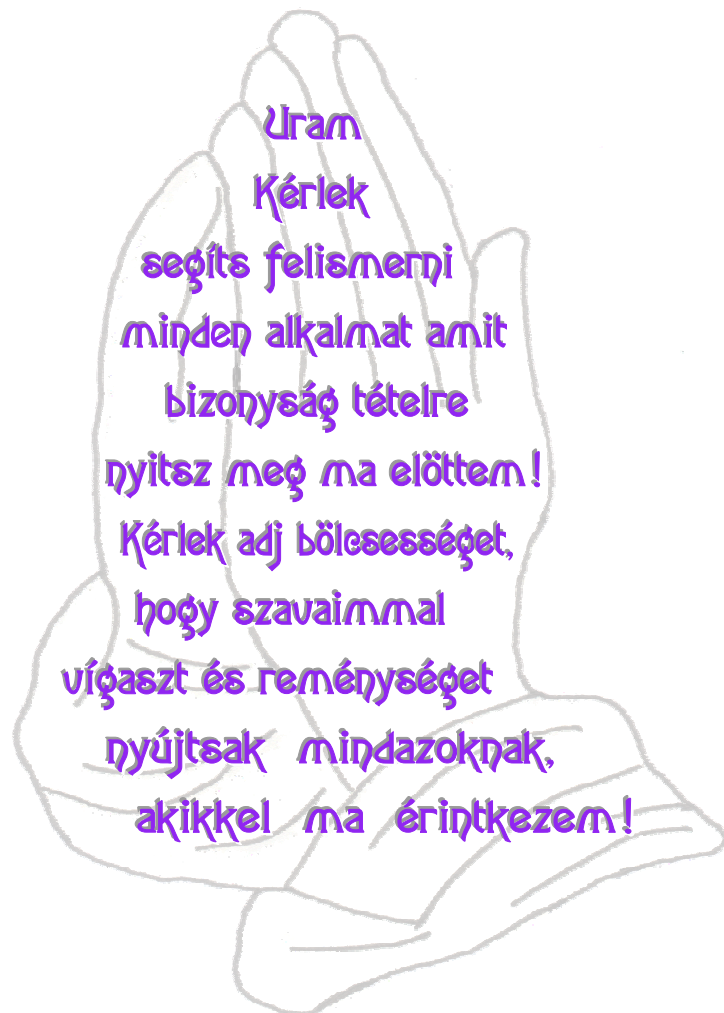 Uram
Kérlek
segíts felismerni
minden alkalmat amit
bizonyság tételre
nyitsz meg ma elöttem!
Kérlek adj bölcsességet,
hogy szavaimmal
vígaszt és reménységet
nyújtsak mindazoknak,
akikkel ma érintkezem!